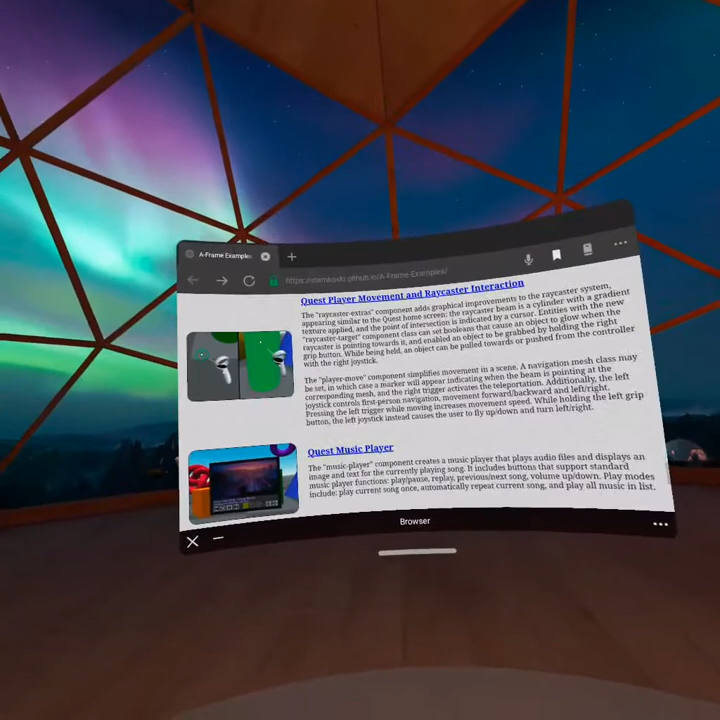 A-Frame Example
https://stemkoski.github.io/A-Frame-Examples/
Quest Player Movement and Raycaster Interaction
The "raycaster-extras" component adds graphical improvements to the raycaster system,
appearing similar to the Quest home screen: the raycaster beam is a cylinder with a gradient
texture applied, and the point of intersection is indicated by a cursor. Entities with the new
"raycaster-target" component class can set booleans that cause an object to glow when the
raycaster is pointing towards it, and enabled an object to be grabbed by holding the right
grip button. While being held, an object can be pulled towards or pushed from the controller
with the right joystick.
The "player-move" component simplifies movement in a scene. A navigation mesh class may
be set, in which case a marker will appear indicating when the beam is pointing at the
corresponding mesh, and the right trigger activates the teleportation. Additionally, the left
joystick controls first-person navigation, movement forward/backward and left/right.
Pressing the left trigger while moving increases movement speed. While holding the left grip
button, the left joystick instead causes the user to fly up/down and turn left/right.
Quest Music Player
The "music-player" component creates a music player that plays audio files and displays an
image and text for the currently playing song. It includes buttons that support standard
music player functions: play/pause, replay, previous/next song, volume up/down. Play modes
include: play current song once, automatically repeat current song, and play all music in list.
Browser